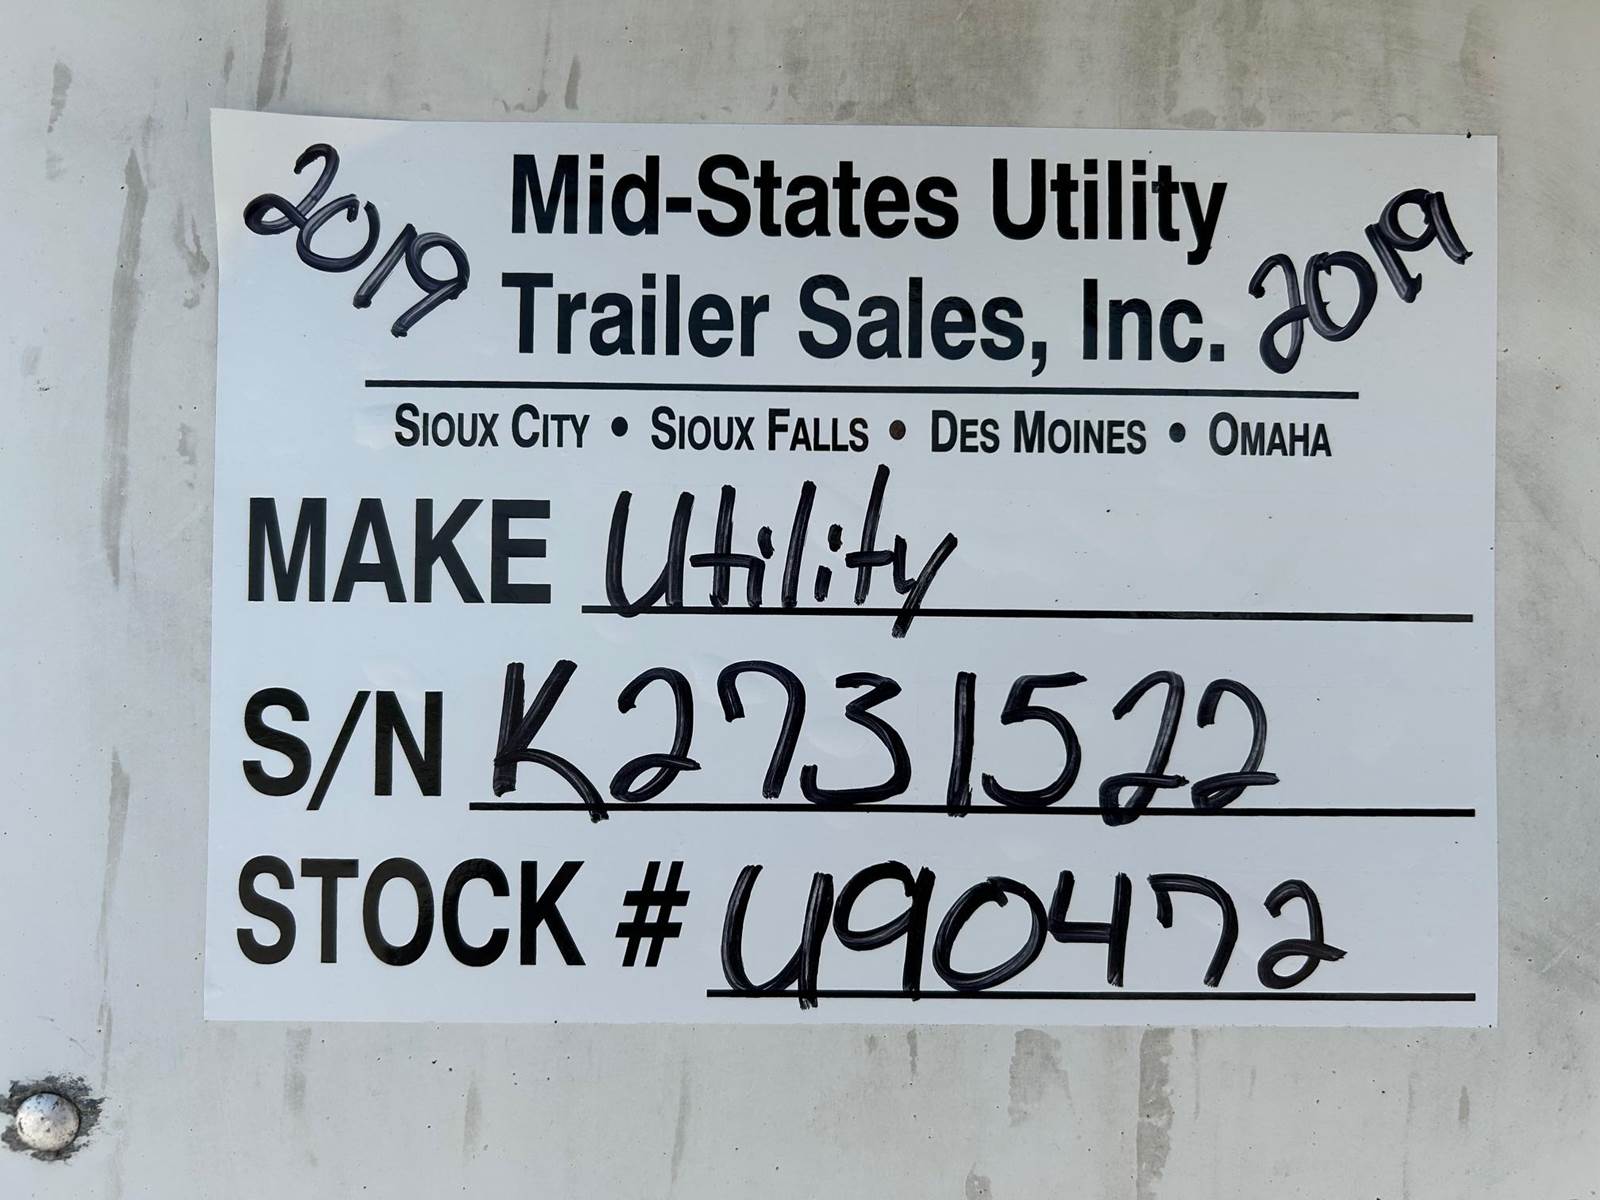 2019
Mid-States Utility
Trailer Sales, Inc.
2019
SIOUX CITY • SIOUX FALLS • DES MOINES • OMAHA
MAKE Utility
S/N K2731522
STOCK # U90472